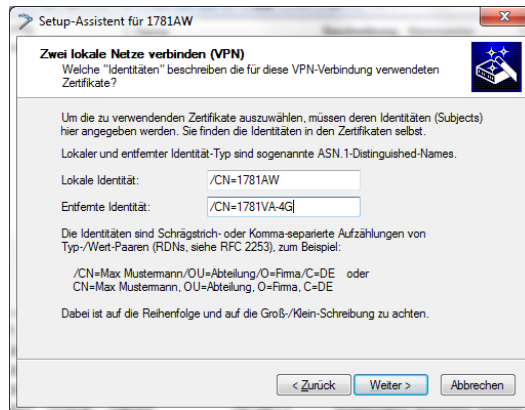 Setup-Assistent für 1781AW
Zwei lokale Netze verbinden (VPN)
Welche "Identitäten" beschreiben die für diese VPN-Verbindung verwendeten
Zertifikate?
Um die zu verwendenden Zertifikate auszuwählen, müssen deren Identitäten (Subjects)
hier angegeben werden. Sie finden die Identitäten in den Zertifikaten selbst.
Lokaler und entfernter Identität-Typ sind sogenannte ASN.1-Distinguished-Names.
Lokale Identität: /CN=1781AW
Entfernte Identität: /CN=1781VA-4G
Die Identitäten sind Schrägstrich- oder Komma-separierte Aufzählungen von
Typ-/Wert-Paaren (RDNs, siehe RFC 2253), zum Beispiel:
/CN=Max Mustermann/OU=Abteilung/O=Firma/C=DE oder
CN=Max Mustermann, OU=Abteilung, O=Firma, C=DE
Dabei ist auf die Reihenfolge und auf die Groß-/Klein-Schreibung zu achten.
< Zurück Weiter > Abbrechen